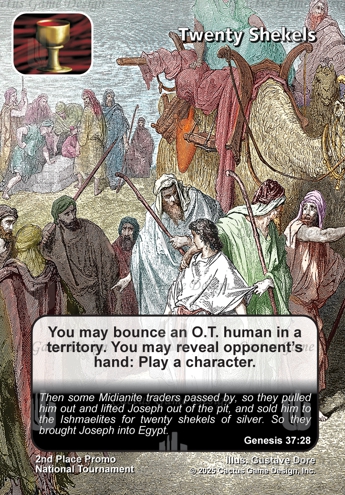 Twenty Shekels
You may bounce an O.T. human in a
territory. You may reveal opponent's
hand: Play a character.
Then some Midianite traders passed by, so they pulled
him out and lifted Joseph out of the pit, and sold him to
the Ishmaelites for twenty shekels of silver. So they
brought Joseph into Egypt.
Genesis 37:28
2nd Place Promo
National Tournament
Illus. Gustave Doré
©2025 Cactus Game Design, Inc.